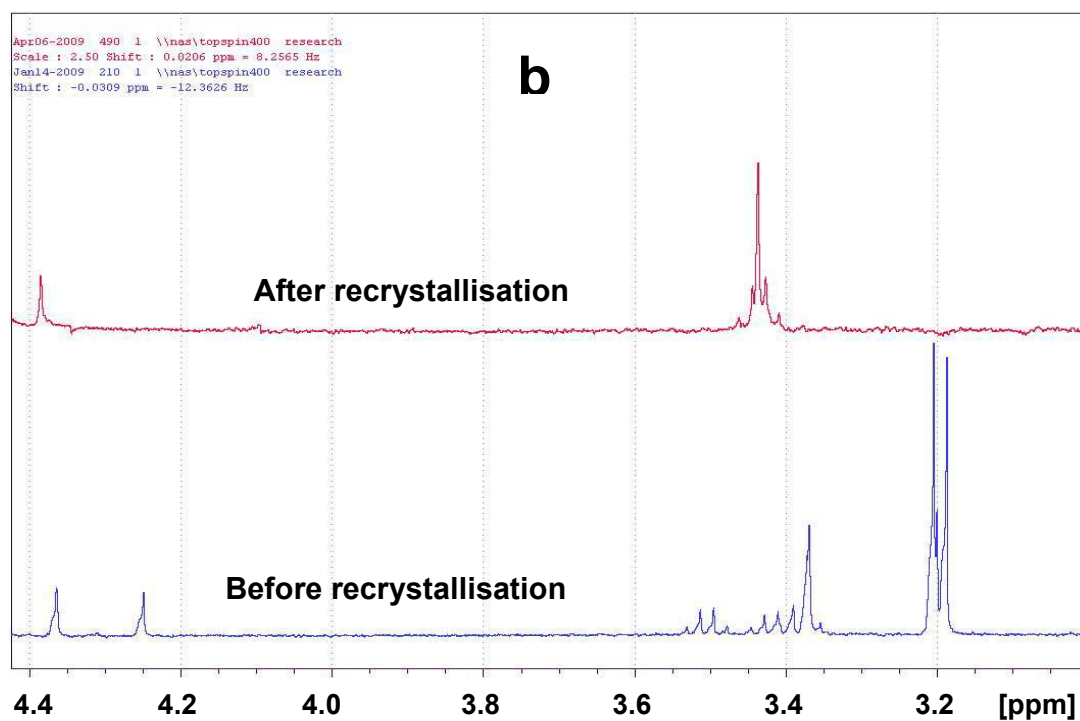 Apr06-2009 490 1 \\nas\topspin400 research
Scale : 2.50 Shift : 0.0206 ppm = 8.2565 Hz
Jan14-2009 210 1 \\nas\topspin400 research
Shift : -0.0309 ppm = -12.3626 Hz
b
After recrystallisation
Before recrystallisation
4.4 4.2 4.0 3.8 3.6 3.4 3.2 [ppm]